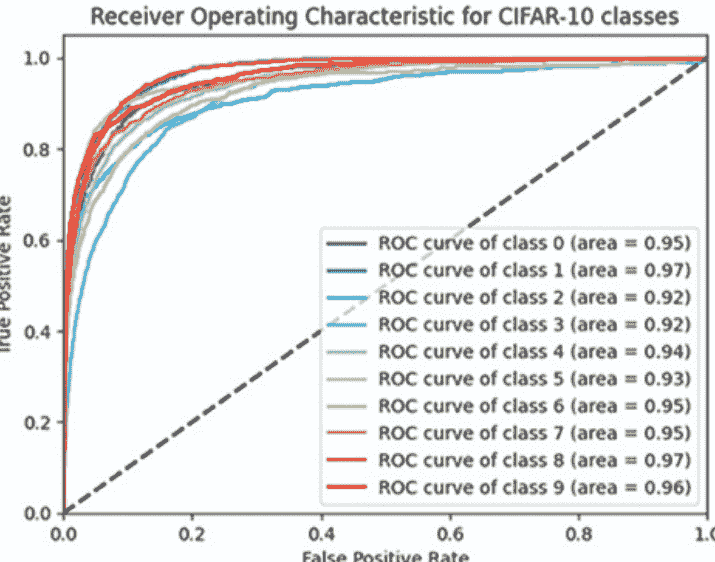 Receiver Operating Characteristic for CIFAR-10 classes
1.0
0.8
0.6
0.4
0.2
0.0
True Positive Rate
ROC curve of class 0 (area = 0.95)
ROC curve of class 1 (area = 0.97)
ROC curve of class 2 (area = 0.92)
ROC curve of class 3 (area = 0.92)
ROC curve of class 4 (area = 0.94)
ROC curve of class 5 (area = 0.93)
ROC curve of class 6 (area = 0.95)
ROC curve of class 7 (area = 0.95)
ROC curve of class 8 (area = 0.97)
ROC curve of class 9 (area = 0.96)
0.0 0.2 0.4 0.6 0.8 1.0
False Positive Rate